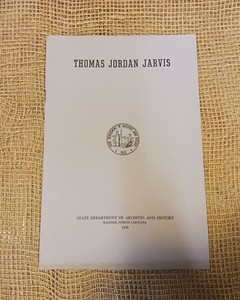 THOMAS JORDAN JARVIS
STATE DEPARTMENT OF ARCHIVES AND HISTORY
RALEIGH, NORTH CAROLINA